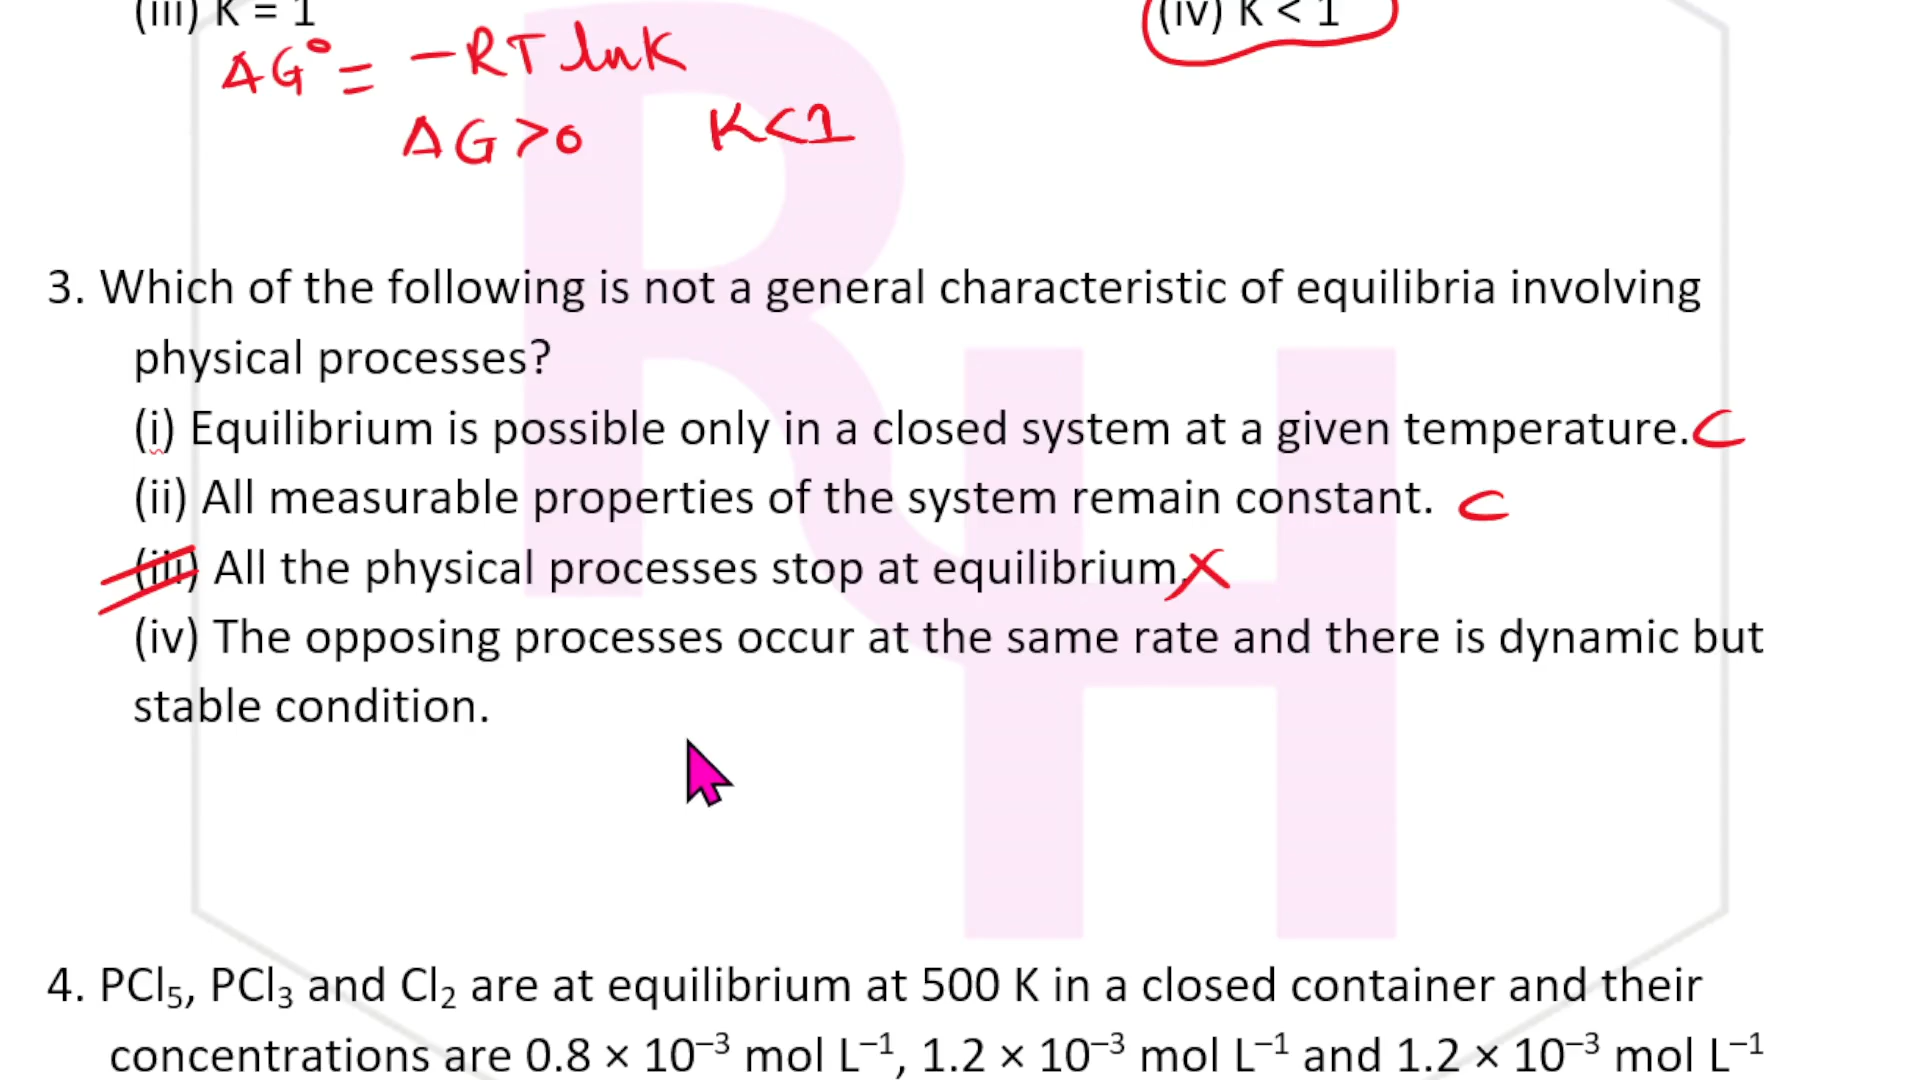 (iii) K = 1
(iv) K < 1
ΔG° = −RT lnK
ΔG >0 K<1
3. Which of the following is not a general characteristic of equilibria involving
physical processes?
(i) Equilibrium is possible only in a closed system at a given temperature. C
(ii) All measurable properties of the system remain constant. C
(iii) All the physical processes stop at equilibrium. X
(iv) The opposing processes occur at the same rate and there is dynamic but
stable condition.
4. PCl₅, PCl₃ and Cl₂ are at equilibrium at 500 K in a closed container and their
concentrations are 0.8 × 10⁻³ mol L⁻¹, 1.2 × 10⁻³ mol L⁻¹ and 1.2 × 10⁻³ mol L⁻¹